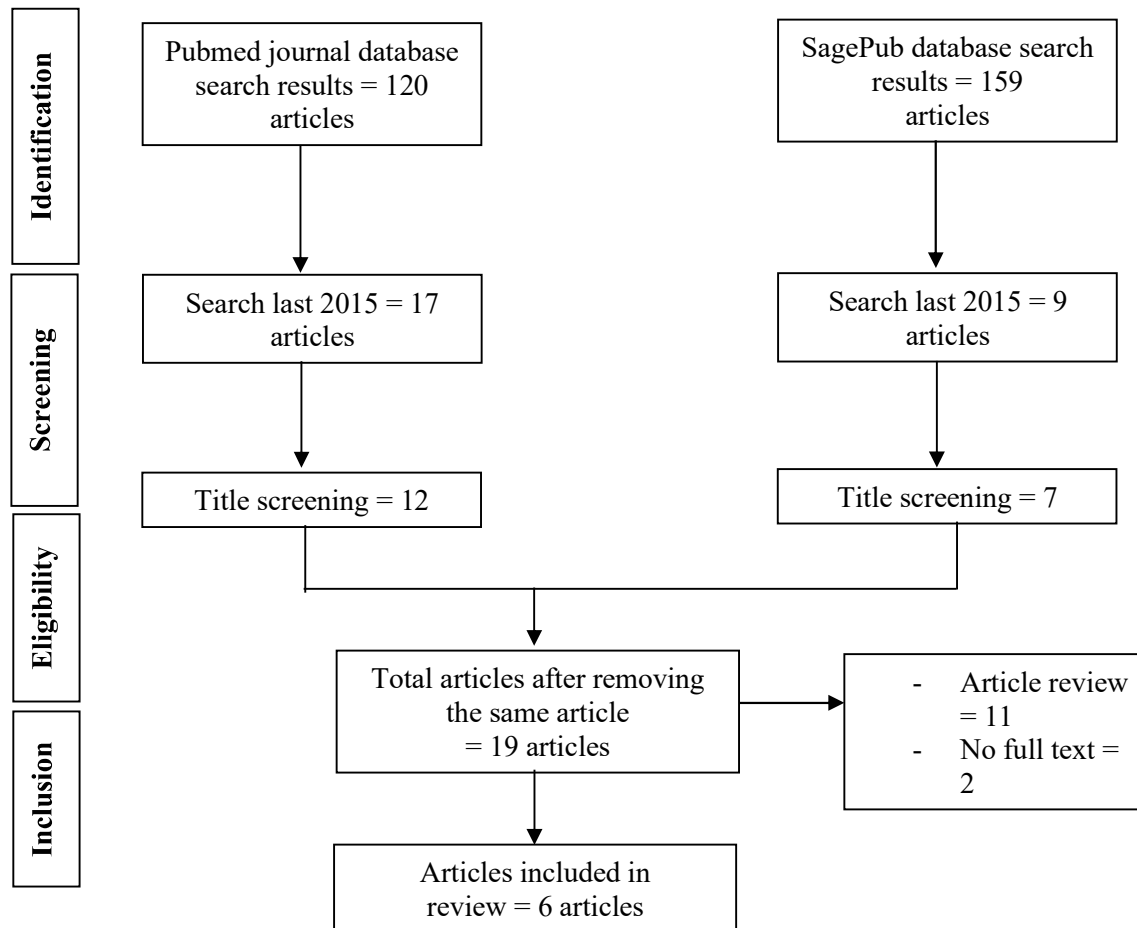 Identification
Pubmed journal database
search results = 120
articles
SagePub database search
results = 159
articles
Screening
Search last 2015 = 17
articles
Search last 2015 = 9
articles
Title screening = 12
Title screening = 7
Eligibility
Total articles after removing
the same article
= 19 articles
- Article review
= 11
- No full text =
2
Inclusion
Articles included in
review = 6 articles